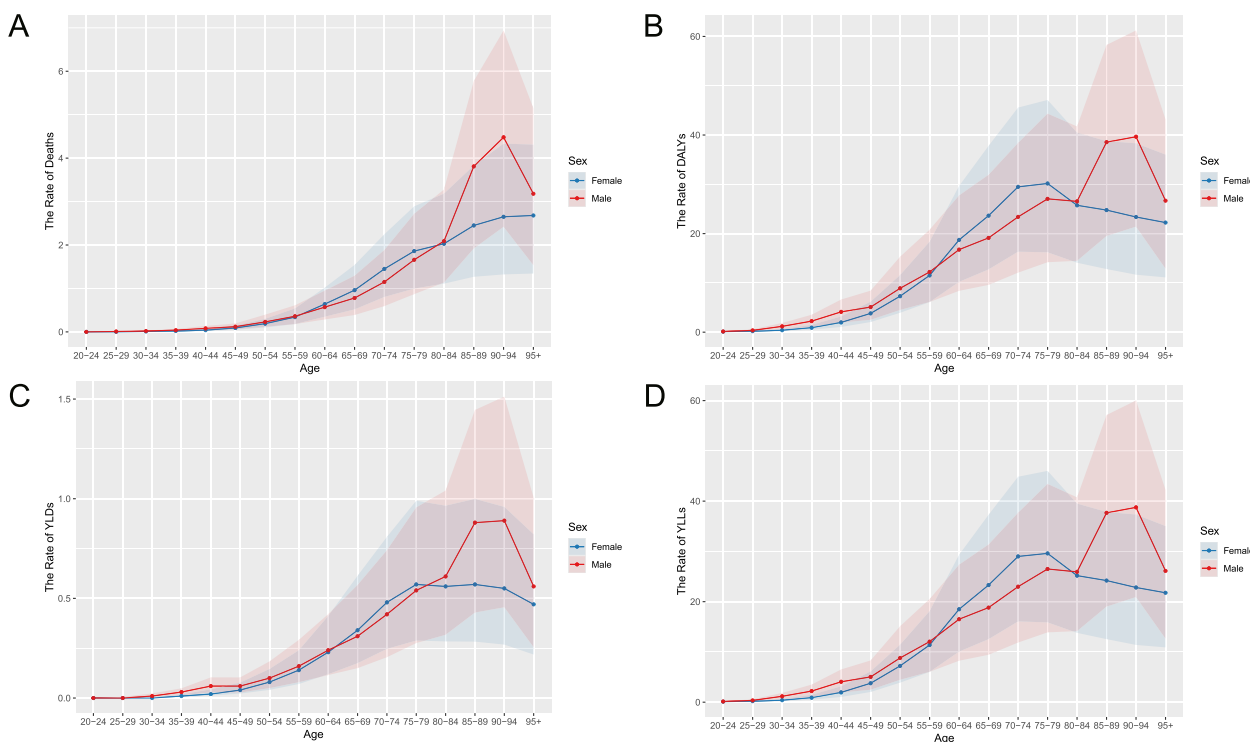 A
The Rate of Deaths
6
4
2
0
20−24 25−29 30−34 35−39 40−44 45−49 50−54 55−59 60−64 65−69 70−74 75−79 80−84 85−89 90−94 95+
Age
Sex
Female
Male
B
The Rate of DALYs
60
40
20
0
20−24 25−29 30−34 35−39 40−44 45−49 50−54 55−59 60−64 65−69 70−74 75−79 80−84 85−89 90−94 95+
Age
Sex
Female
Male
C
The Rate of YLDs
1.5
1.0
0.5
0.0
20−24 25−29 30−34 35−39 40−44 45−49 50−54 55−59 60−64 65−69 70−74 75−79 80−84 85−89 90−94 95+
Age
Sex
Female
Male
D
The Rate of YLLs
60
40
20
0
20−24 25−29 30−34 35−39 40−44 45−49 50−54 55−59 60−64 65−69 70−74 75−79 80−84 85−89 90−94 95+
Age
Sex
Female
Male